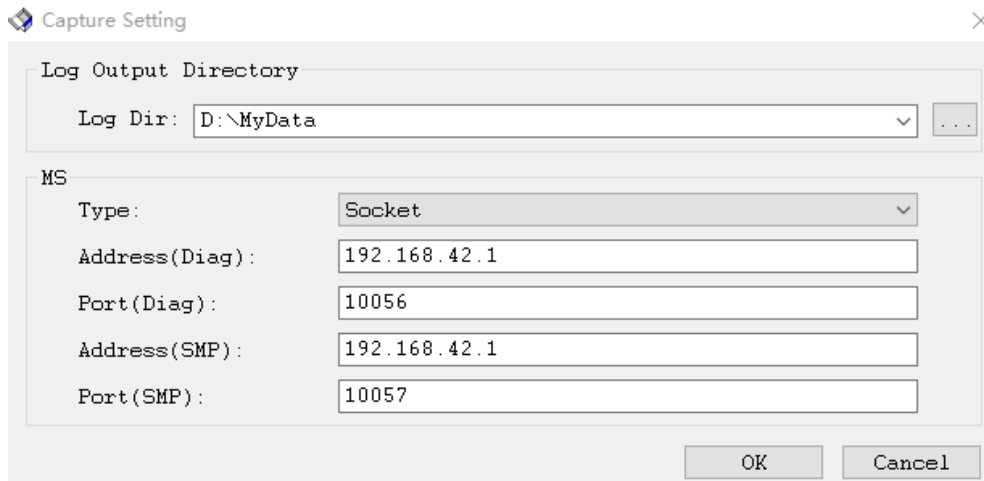 Capture Setting
Log Output Directory
Log Dir: D:\MyData
...
MS
Type: Socket
Address(Diag): 192.168.42.1
Port(Diag): 10056
Address(SMP): 192.168.42.1
Port(SMP): 10057
OK Cancel